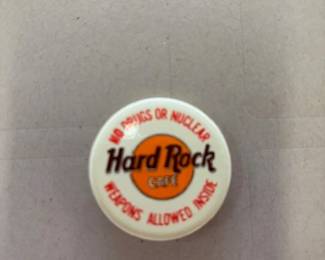 NO DRUGS OR NUCLEAR
Hard Rock
CAFE
WEAPONS ALLOWED INSIDE